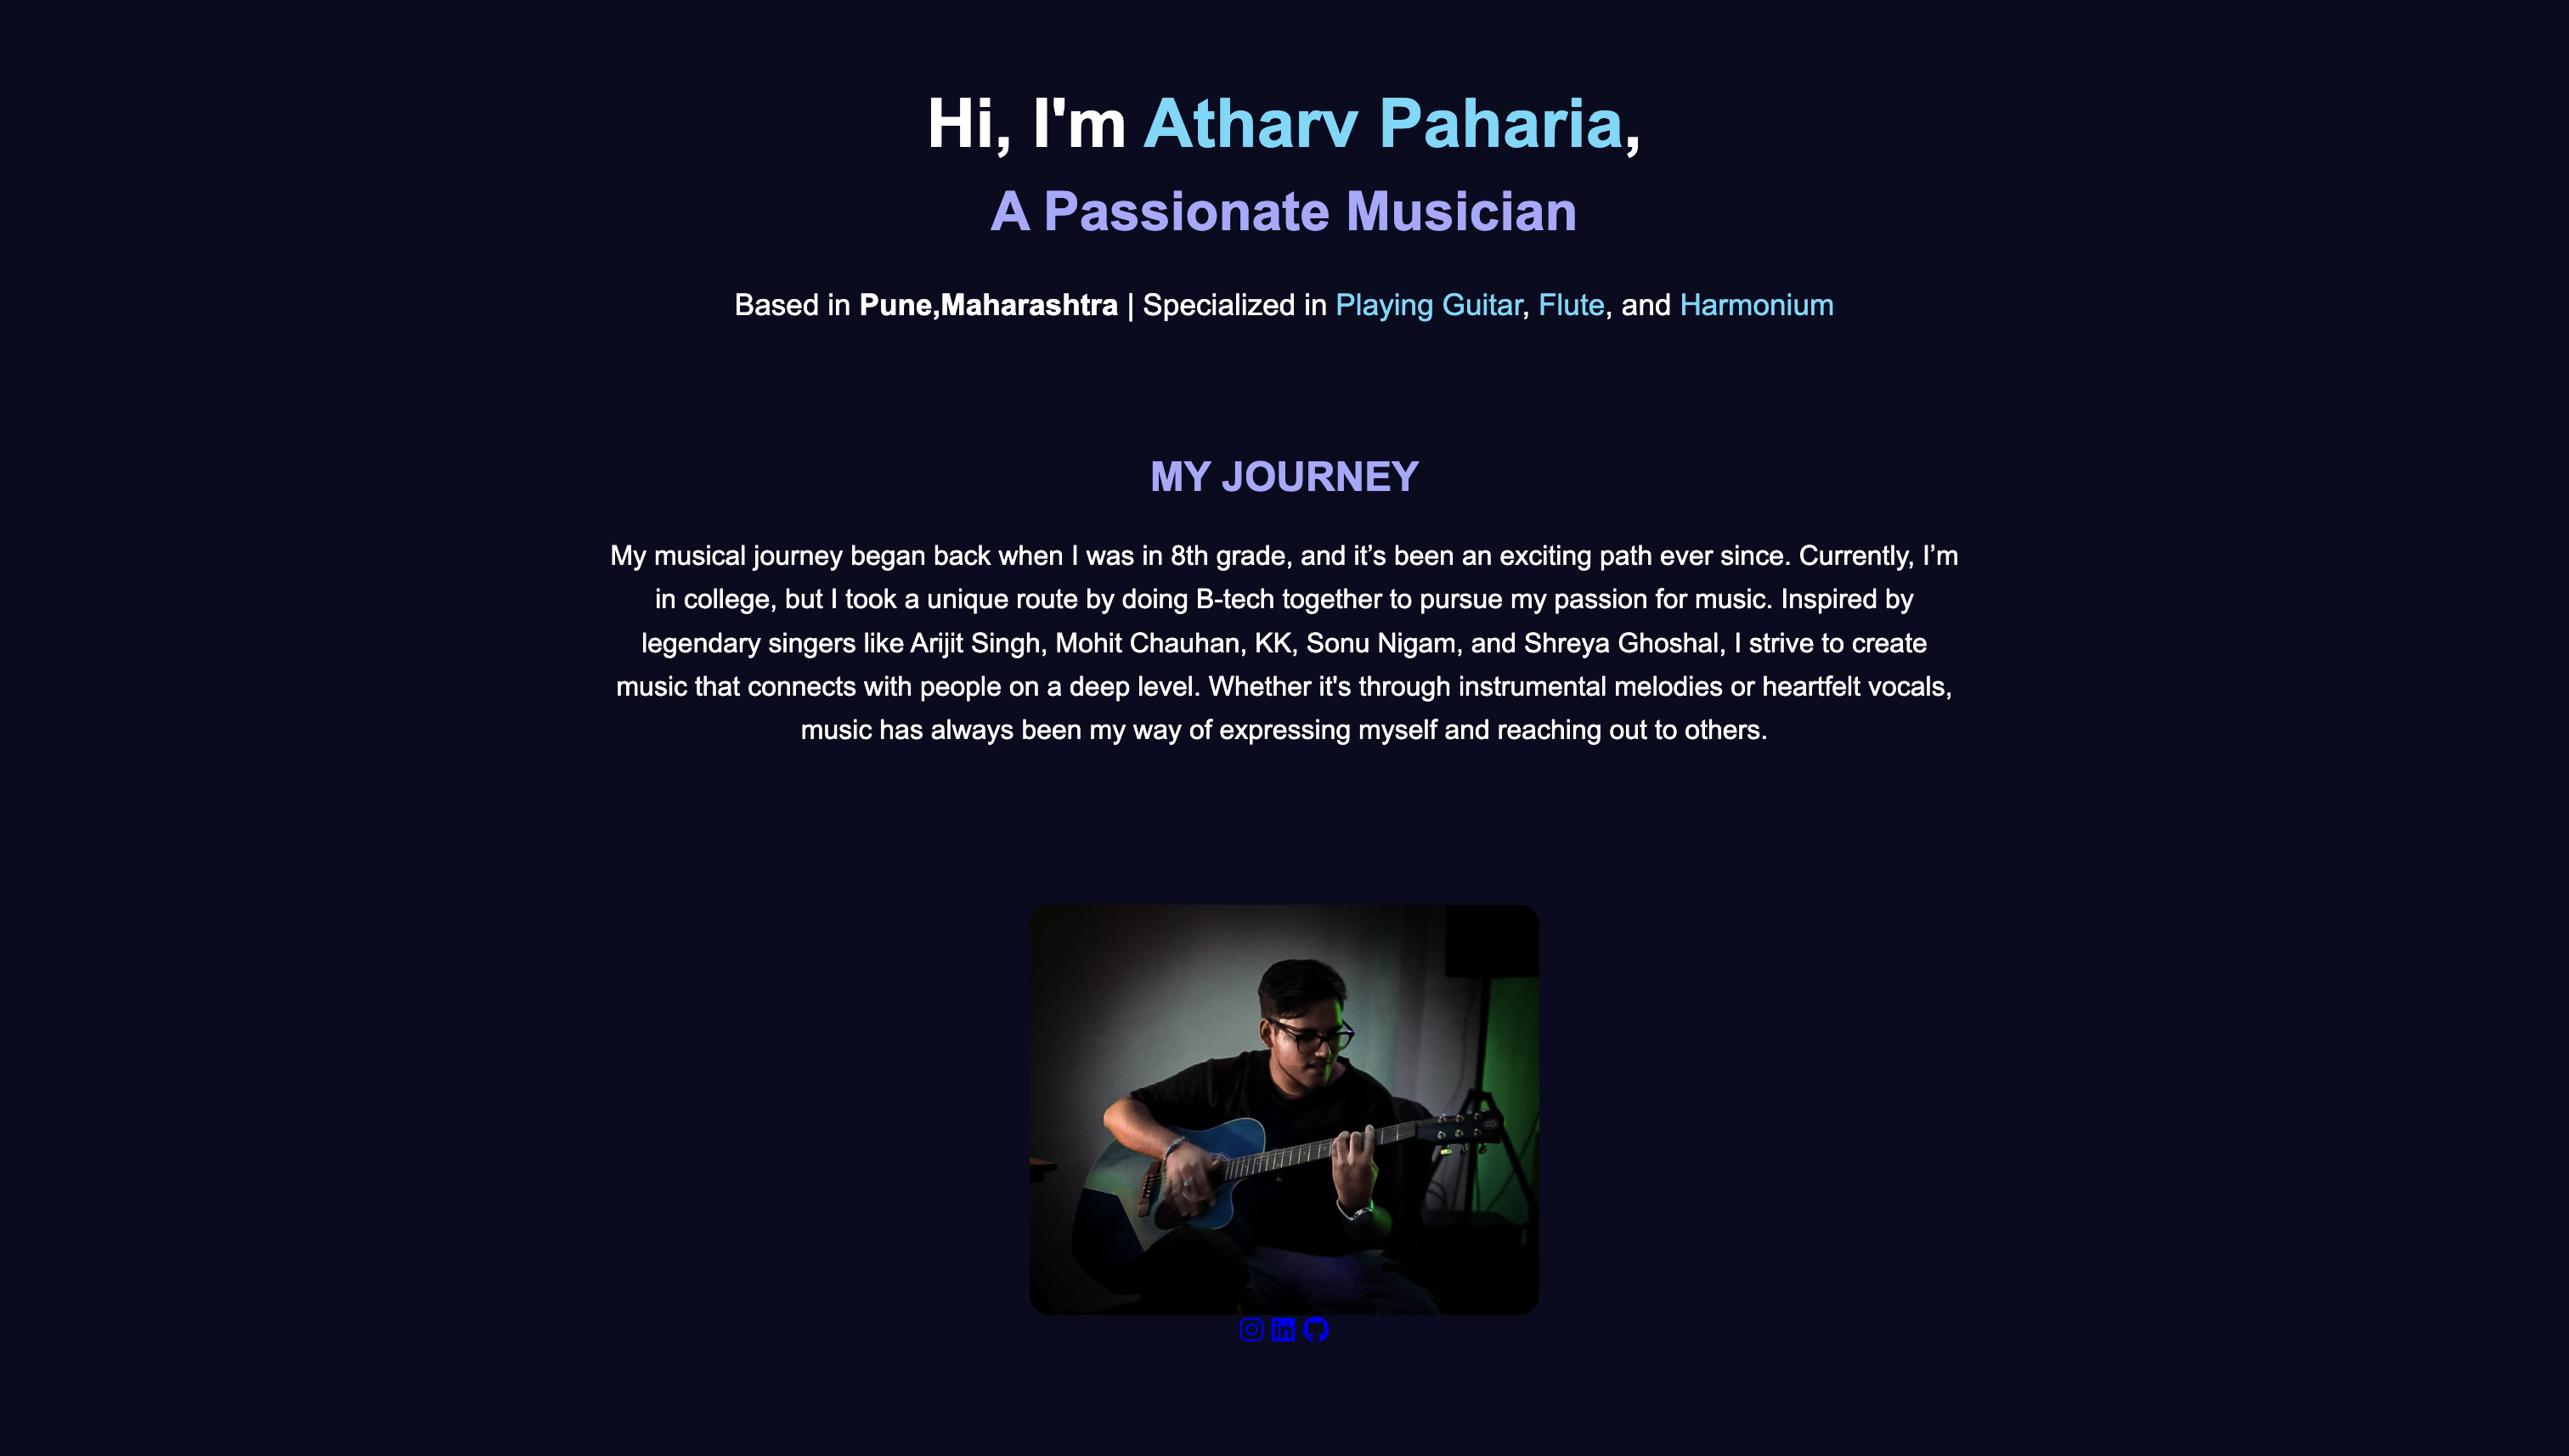 Hi, I'm Atharv Paharia,
A Passionate Musician
Based in Pune,Maharashtra | Specialized in Playing Guitar, Flute, and Harmonium
MY JOURNEY
My musical journey began back when I was in 8th grade, and it’s been an exciting path ever since. Currently, I’m
in college, but I took a unique route by doing B-tech together to pursue my passion for music. Inspired by
legendary singers like Arijit Singh, Mohit Chauhan, KK, Sonu Nigam, and Shreya Ghoshal, I strive to create
music that connects with people on a deep level. Whether it's through instrumental melodies or heartfelt vocals,
music has always been my way of expressing myself and reaching out to others.